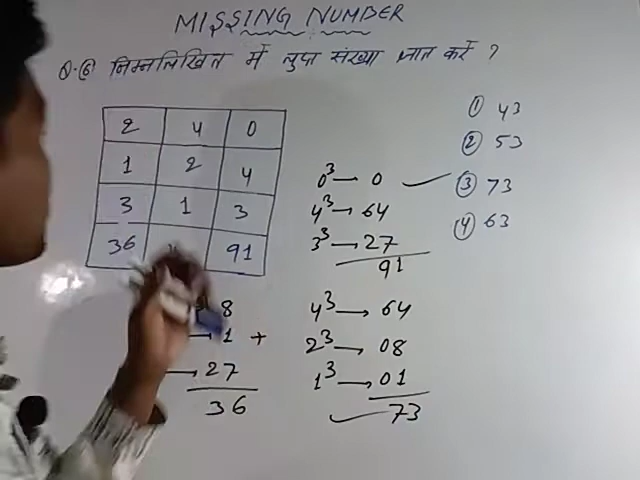 MISSING NUMBER
Q.6 निम्नलिखित में लुप्त संख्या ज्ञात करें ?
2 4 0
1 2 4
3 1 3
36 91
① 43
② 53
③ 73
④ 63
0³ → 0
4³ → 64
3³ → 27
91
8
→ 1 +
→ 27
36
4³ → 64
2³ → 08
1³ → 01
73